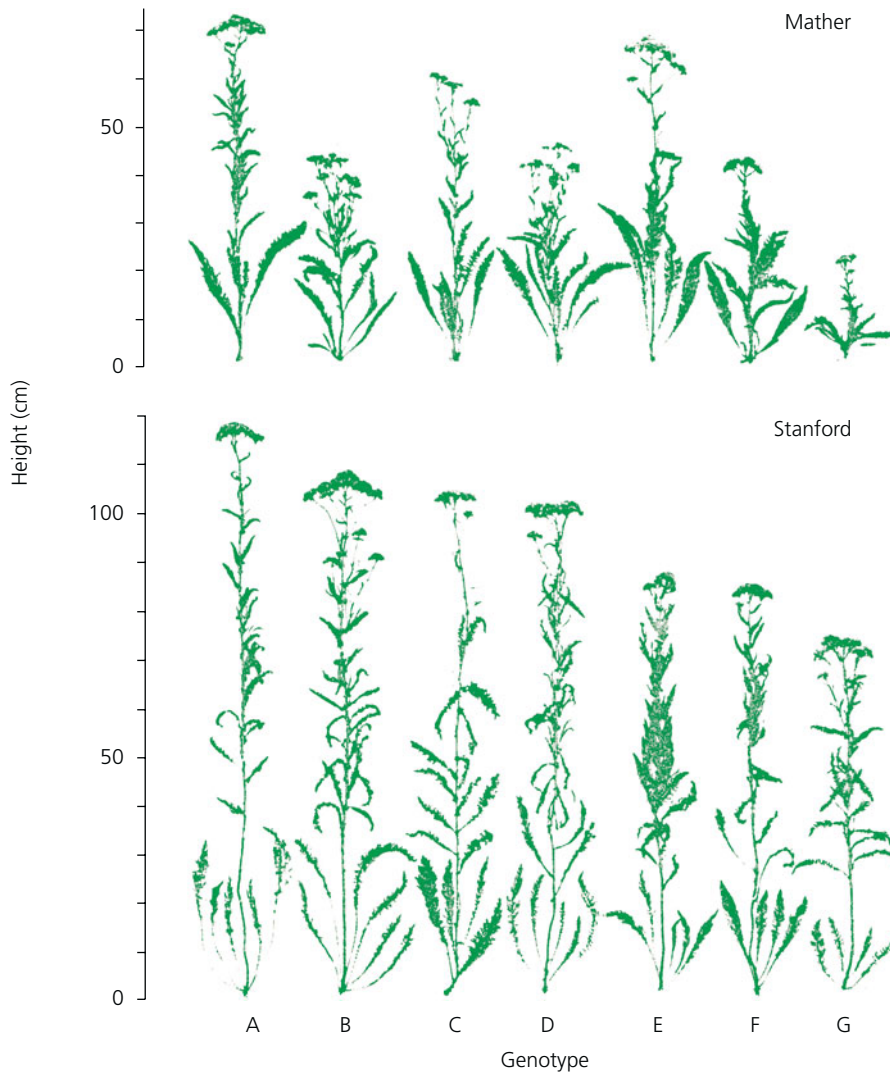 Mather
50
0
Height (cm)
Stanford
100
50
0
A B C D E F G
Genotype